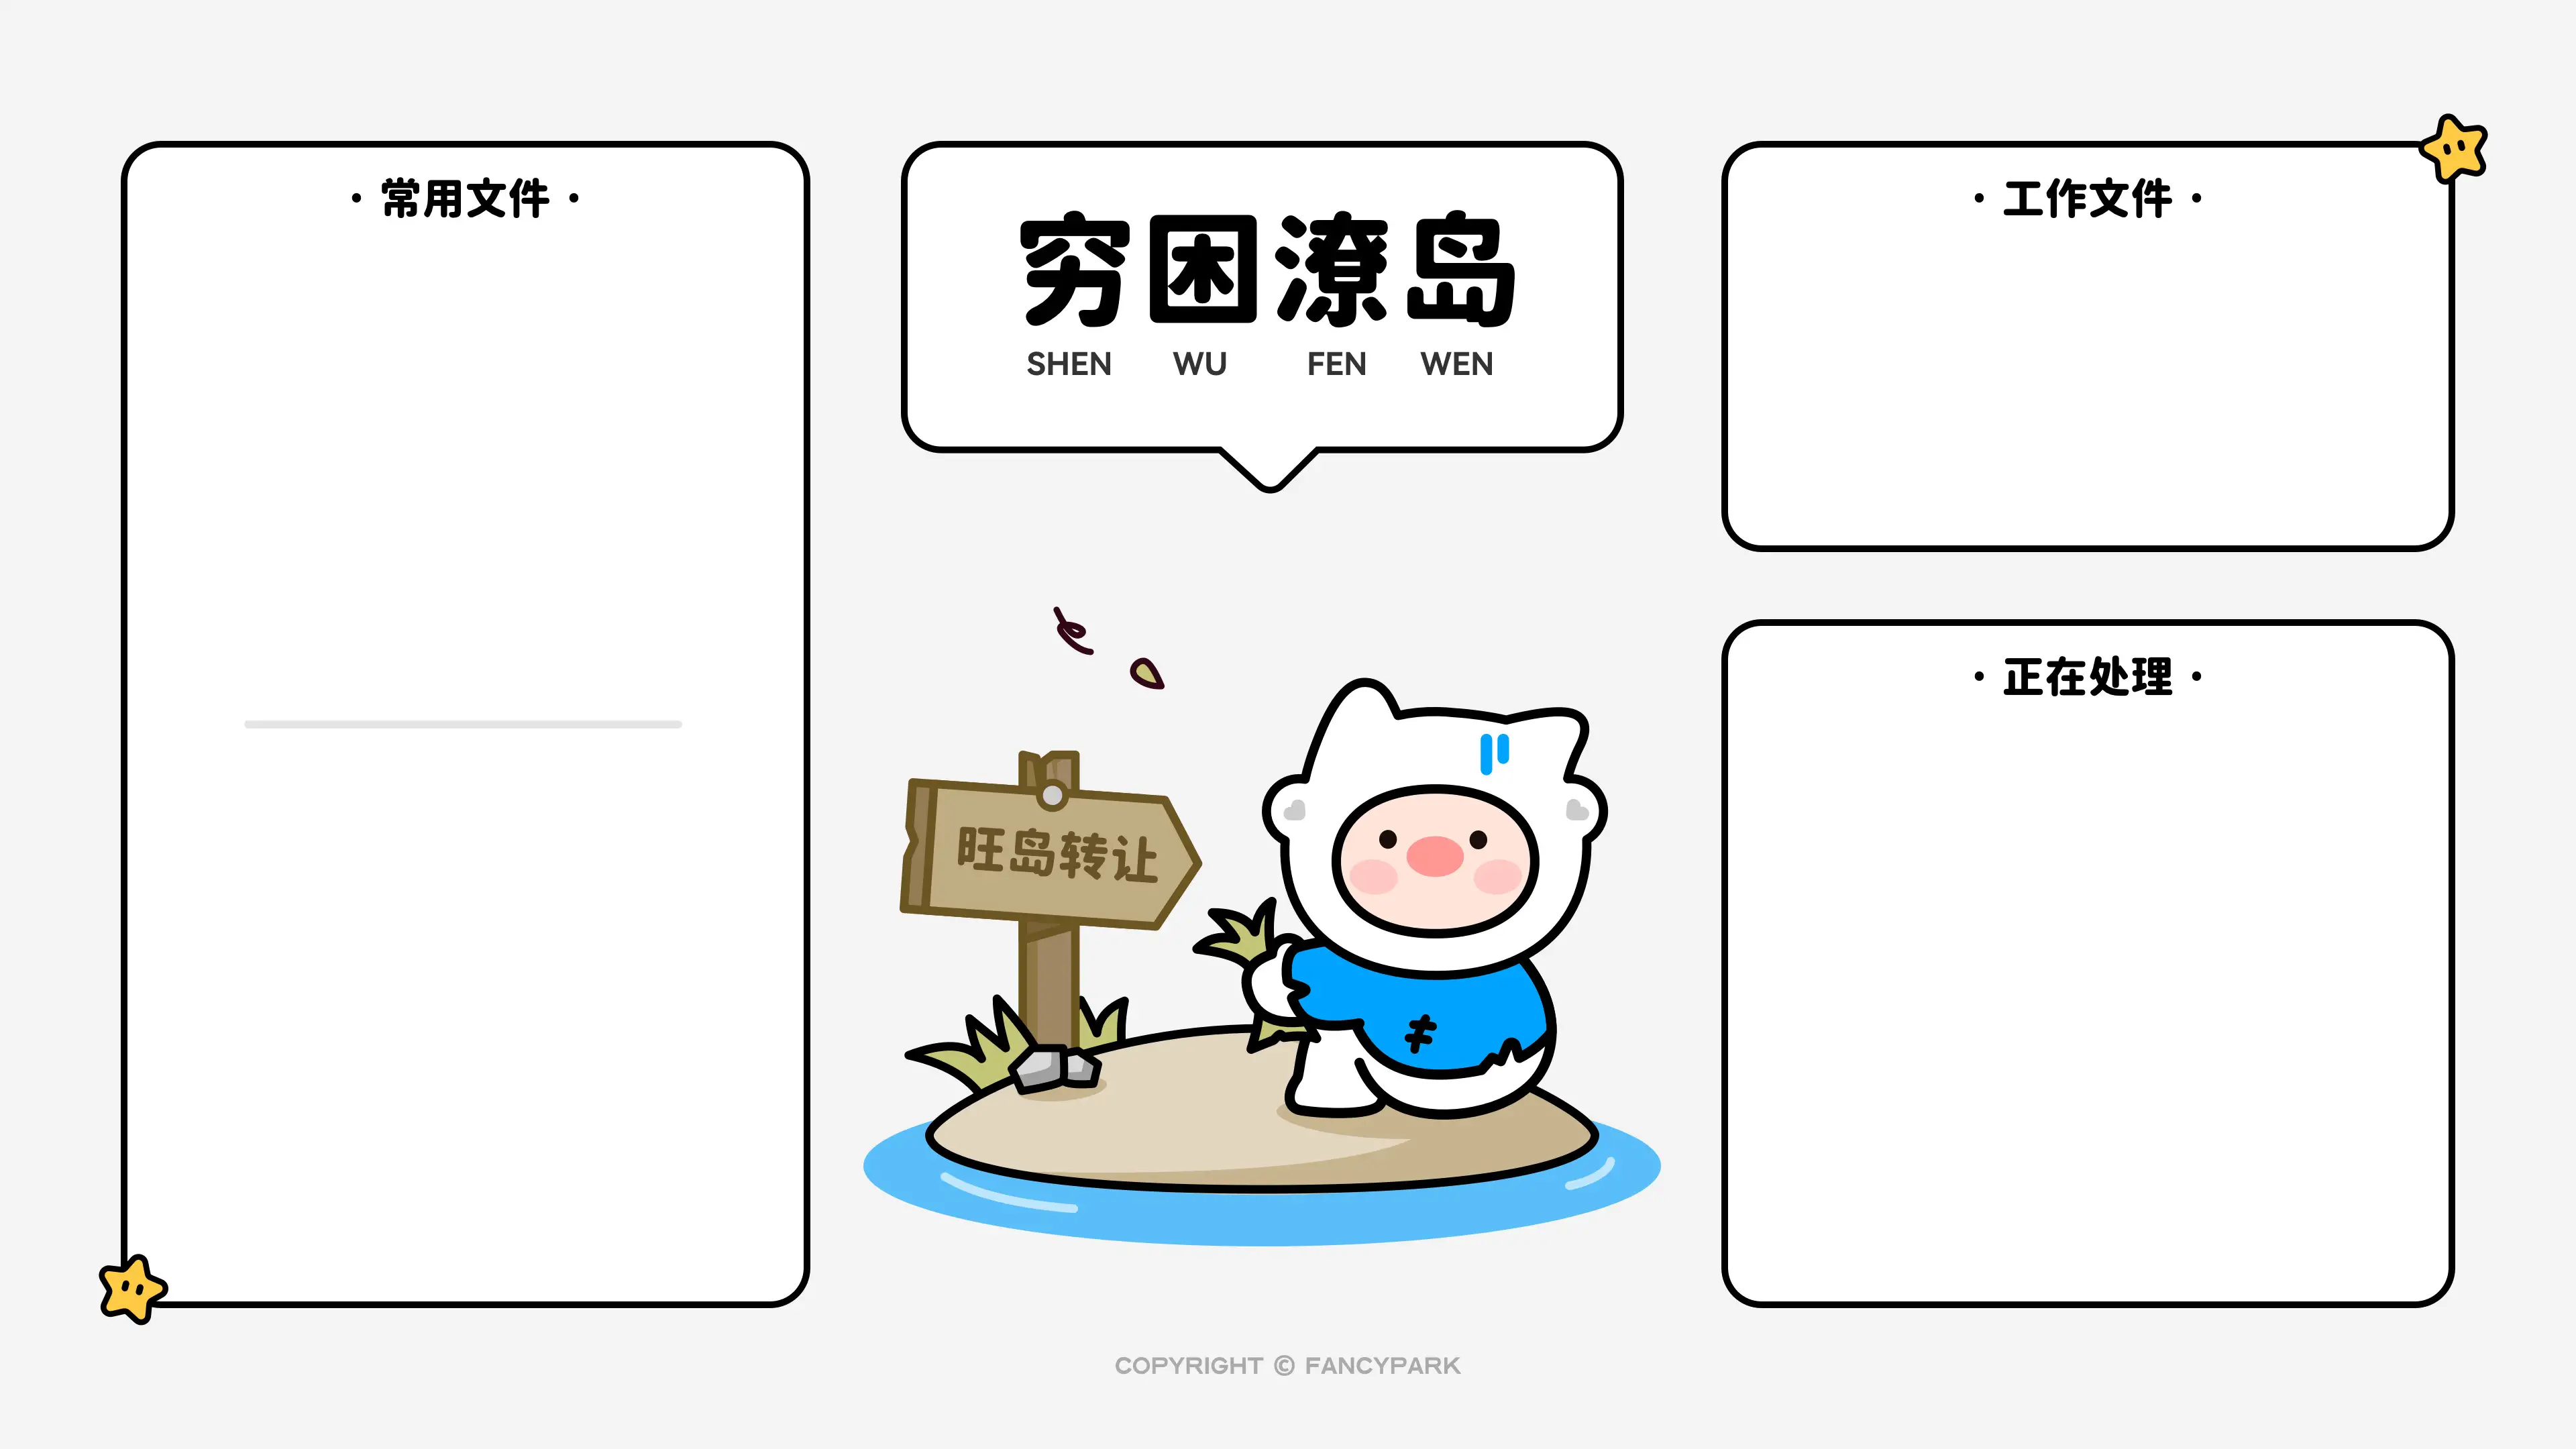 · 常用文件 ·
穷困潦岛
SHEN WU FEN WEN
· 工作文件 ·
· 正在处理 ·
旺岛转让
COPYRIGHT © FANCYPARK